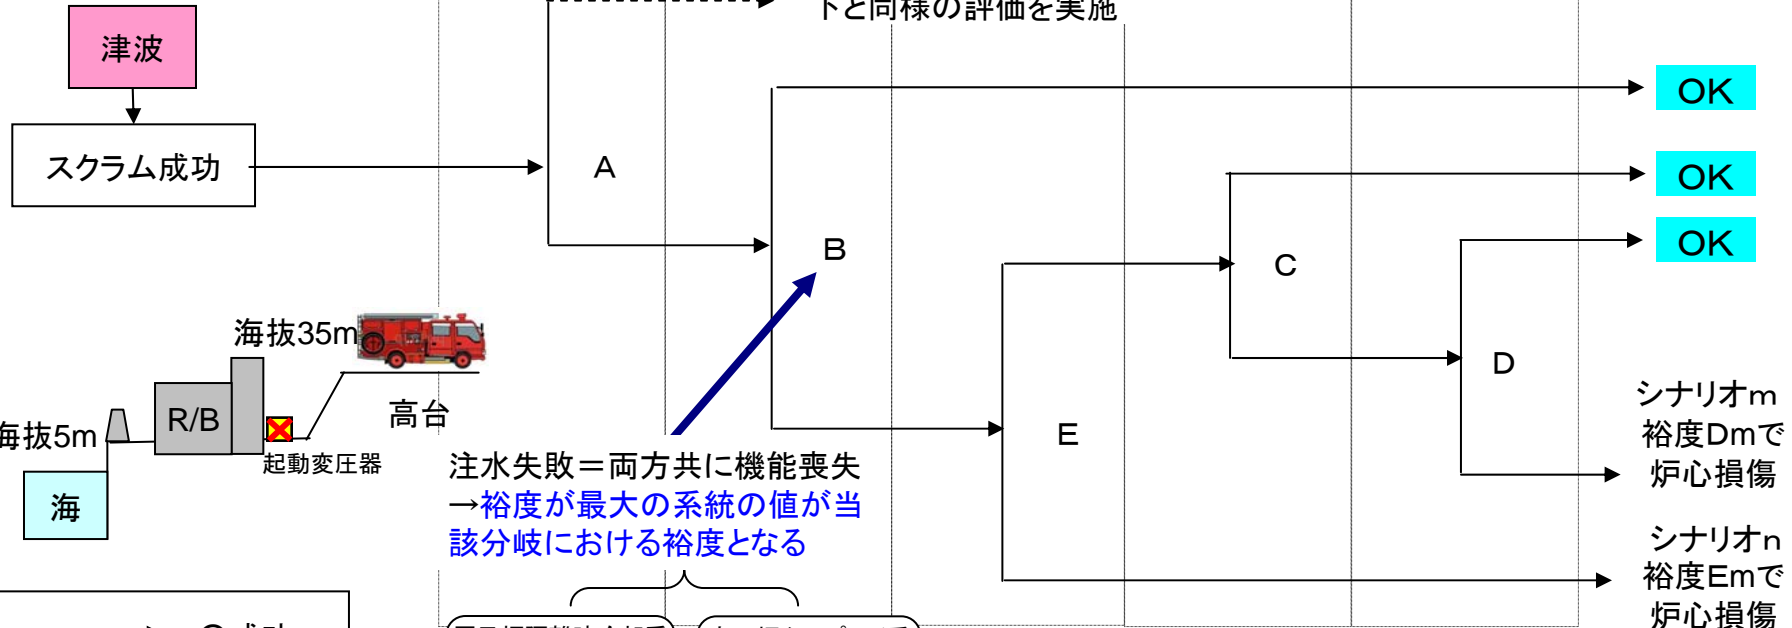 下と同様の評価を実施
津波
OK
スクラム成功
A
OK
B
OK
C
海抜35m
D
高台
R/B
海抜5m
起動変圧器
E
海
シナリオm
裕度Dmで
炉心損傷
注水失敗=両方共に機能喪失
→裕度が最大の系統の値が当
該分岐における裕度となる
シナリオn
裕度Emで
炉心損傷